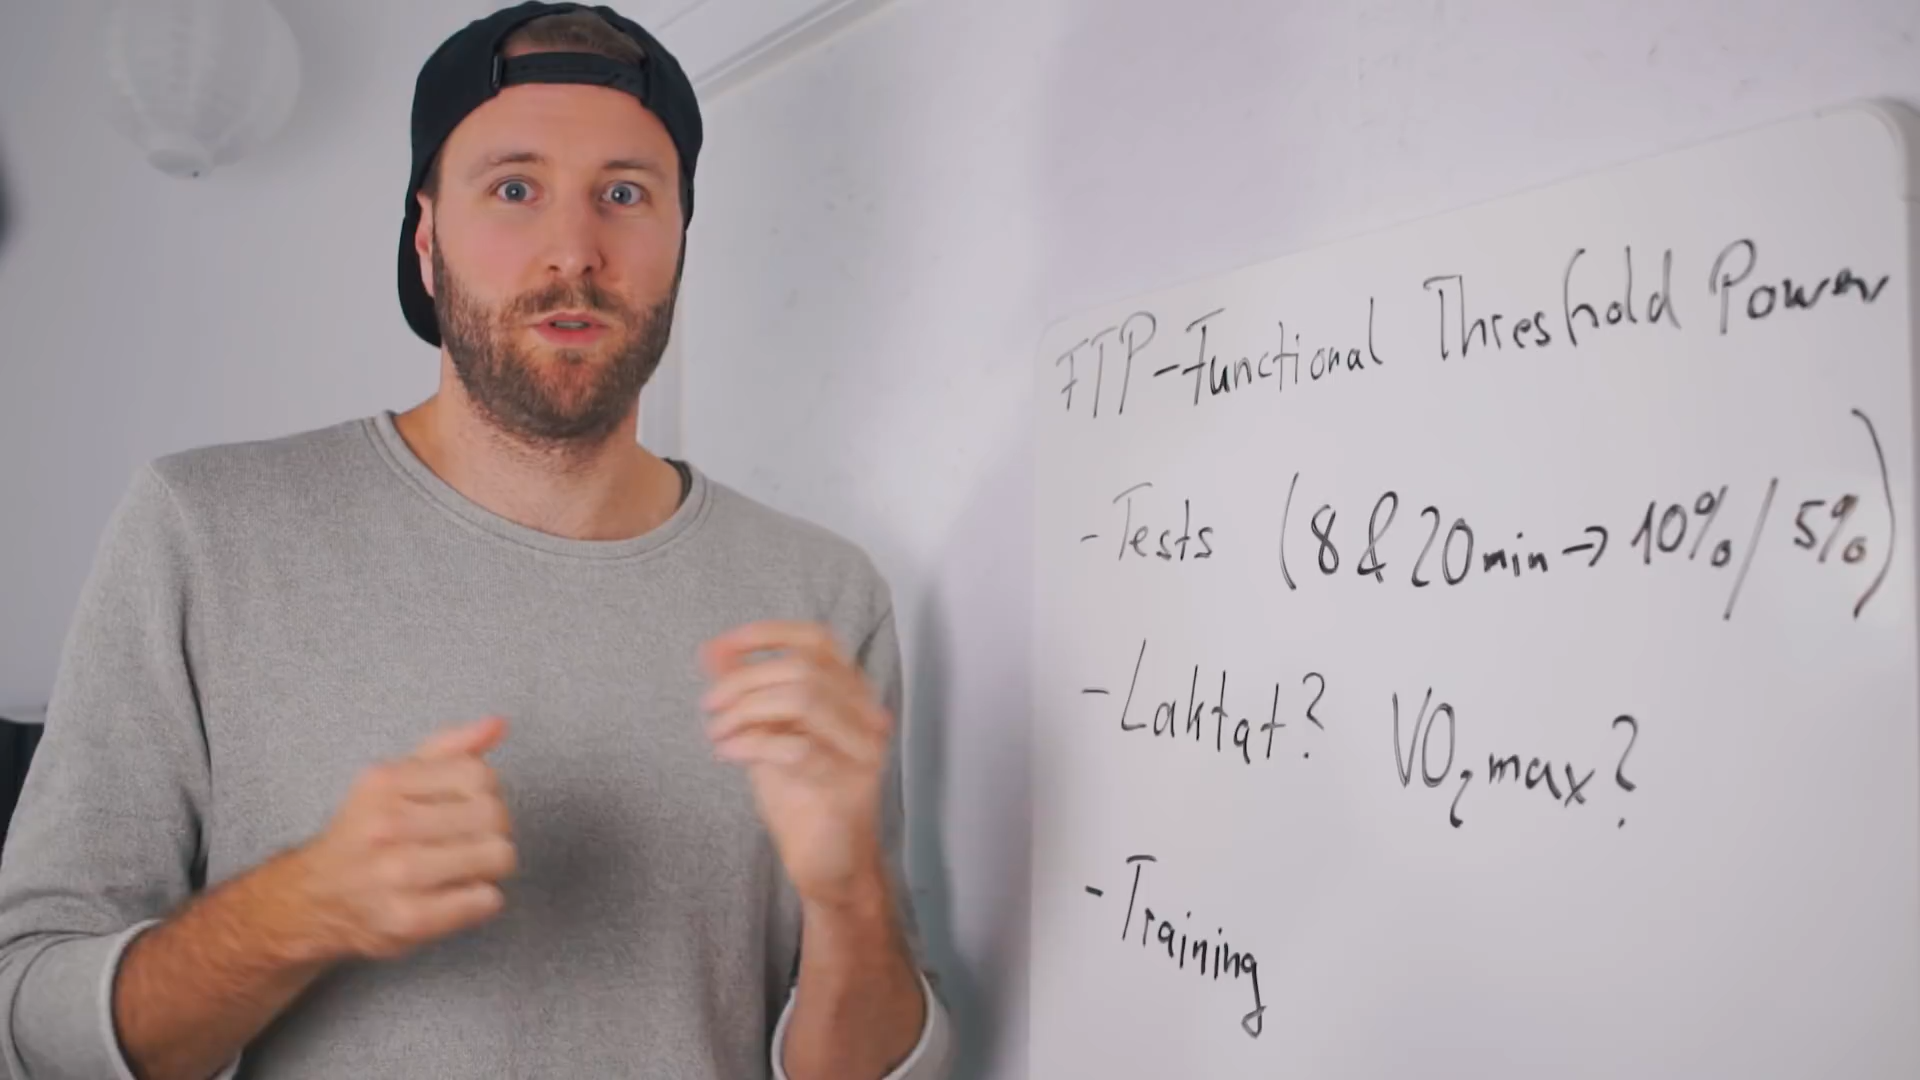 FTP-Functional Threshold Power
- Tests (8 & 20min → 10% / 5%)
- Laktat? VO₂max?
- Training